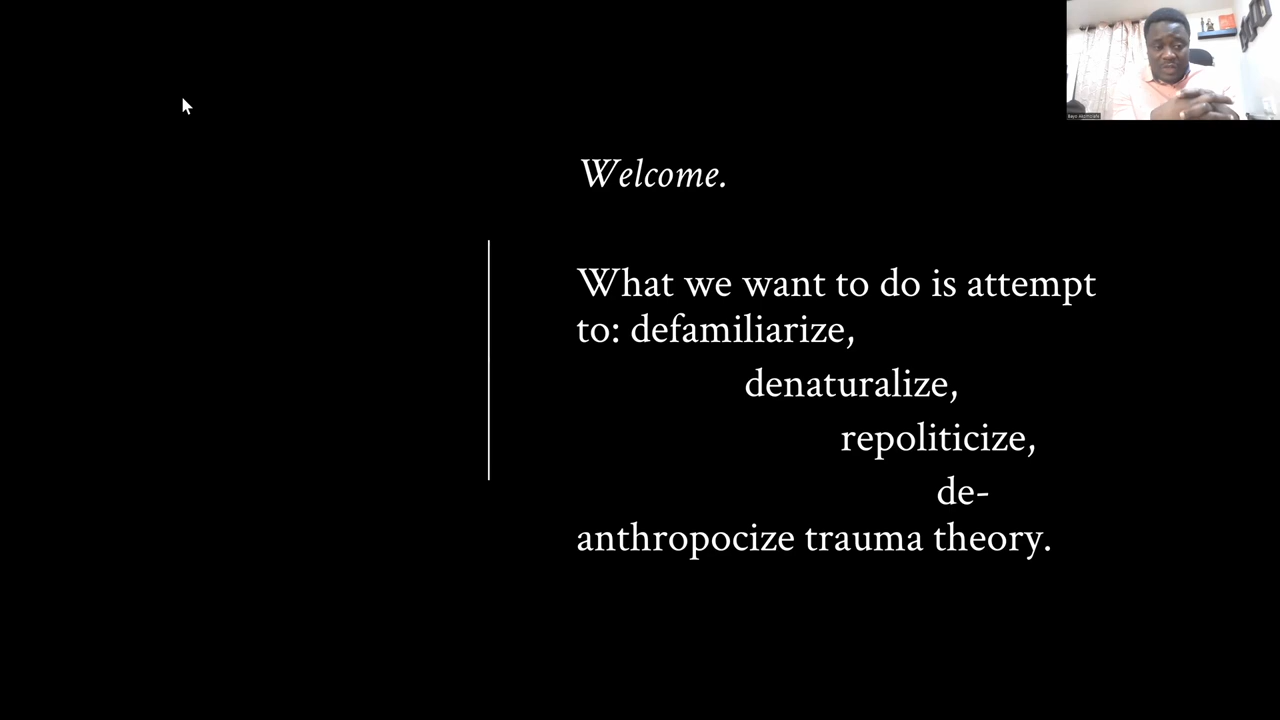 Welcome.
What we want to do is attempt
to: defamiliarize,
denaturalize,
repoliticize,
de-
anthropocize trauma theory.